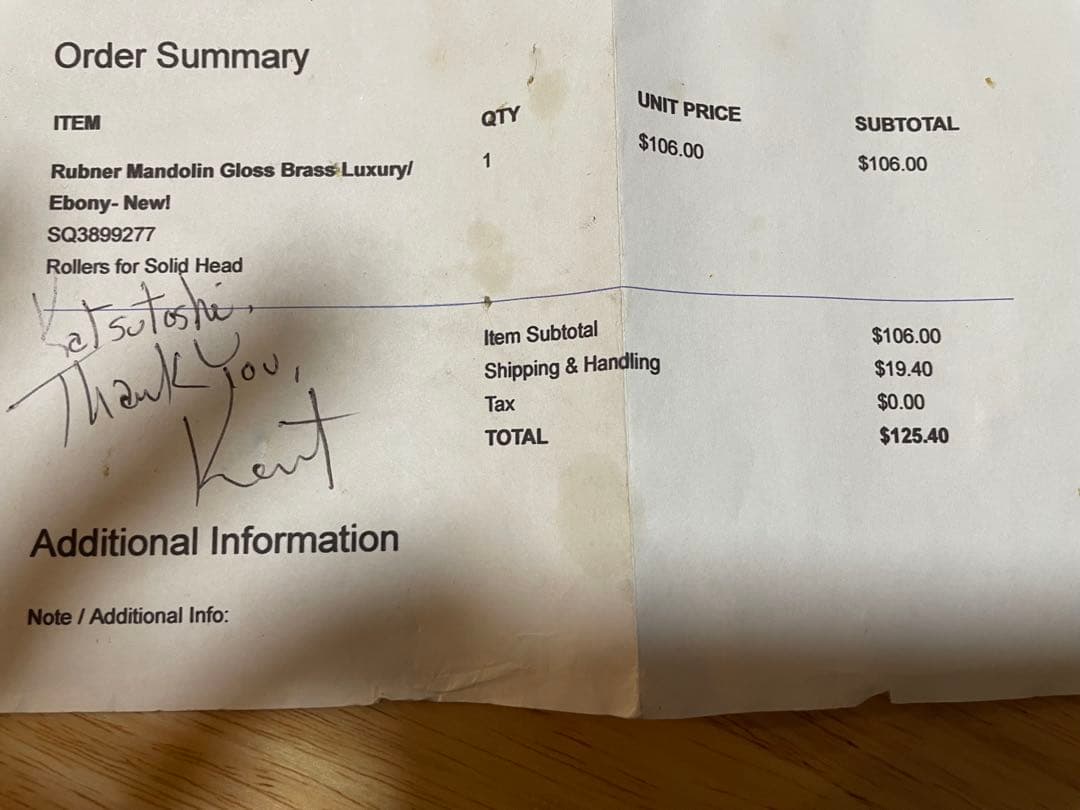 Order Summary
ITEM QTY UNIT PRICE SUBTOTAL
Rubner Mandolin Gloss Brass Luxury/ 1 $106.00 $106.00
Ebony- New!
SQ3899277
Rollers for Solid Head
Katsutoshi,
Thank You,
Kent
Item Subtotal $106.00
Shipping & Handling $19.40
Tax $0.00
TOTAL $125.40
Additional Information
Note / Additional Info: